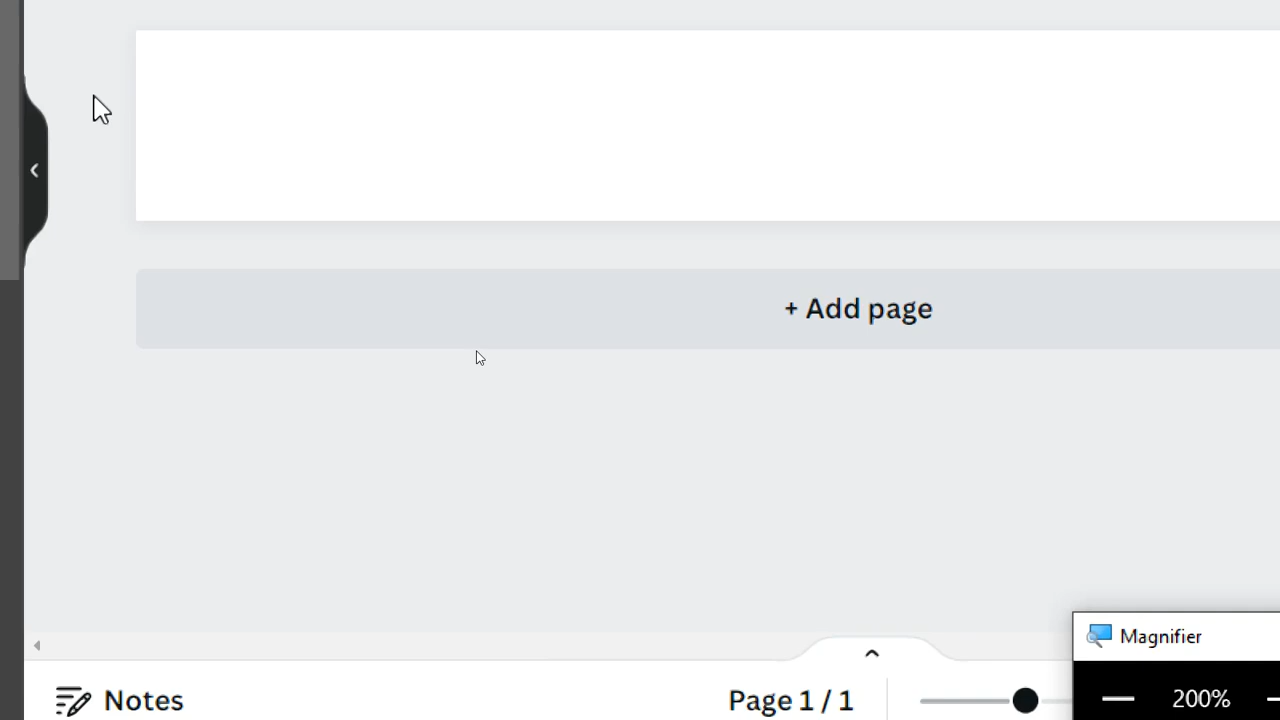 + Add page
Magnifier
Notes
Page 1 / 1
200%